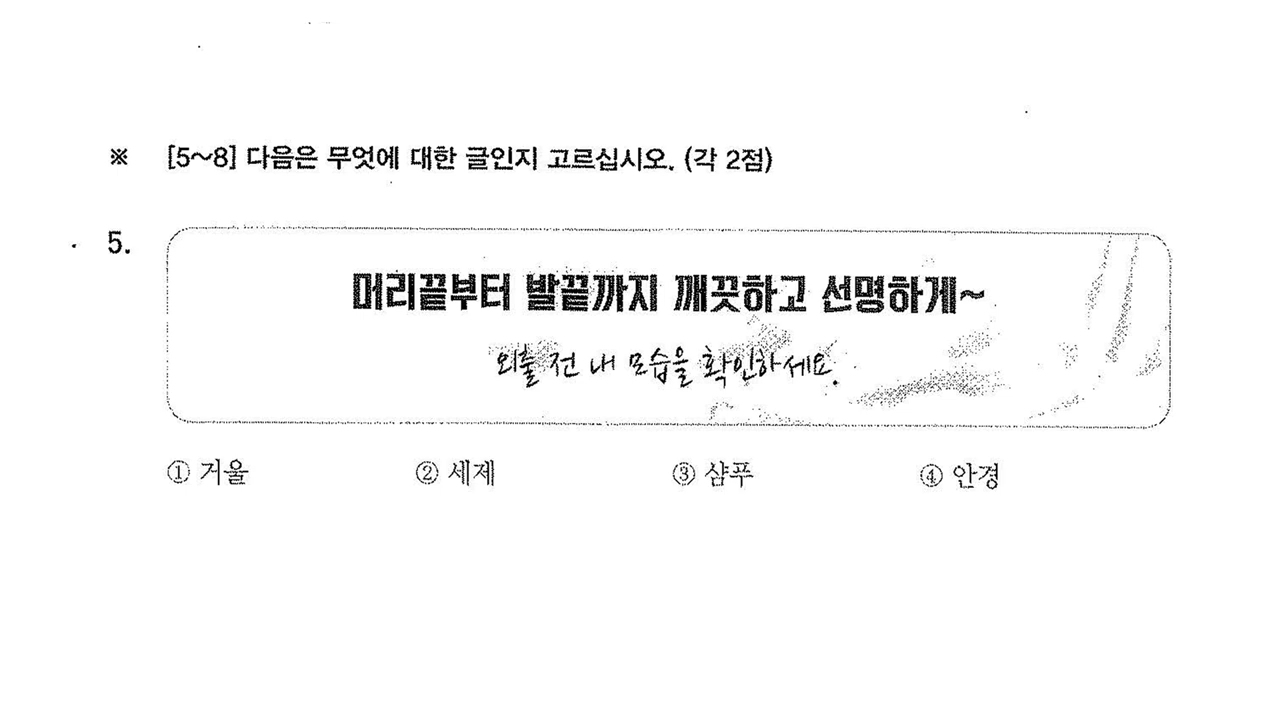 ※ [5~8] 다음은 무엇에 대한 글인지 고르십시오. (각 2점)
5.
머리끝부터 발끝까지 깨끗하고 선명하게~
외출 전 내 모습을 확인하세요.
① 거울 ② 세제 ③ 샴푸 ④ 안경